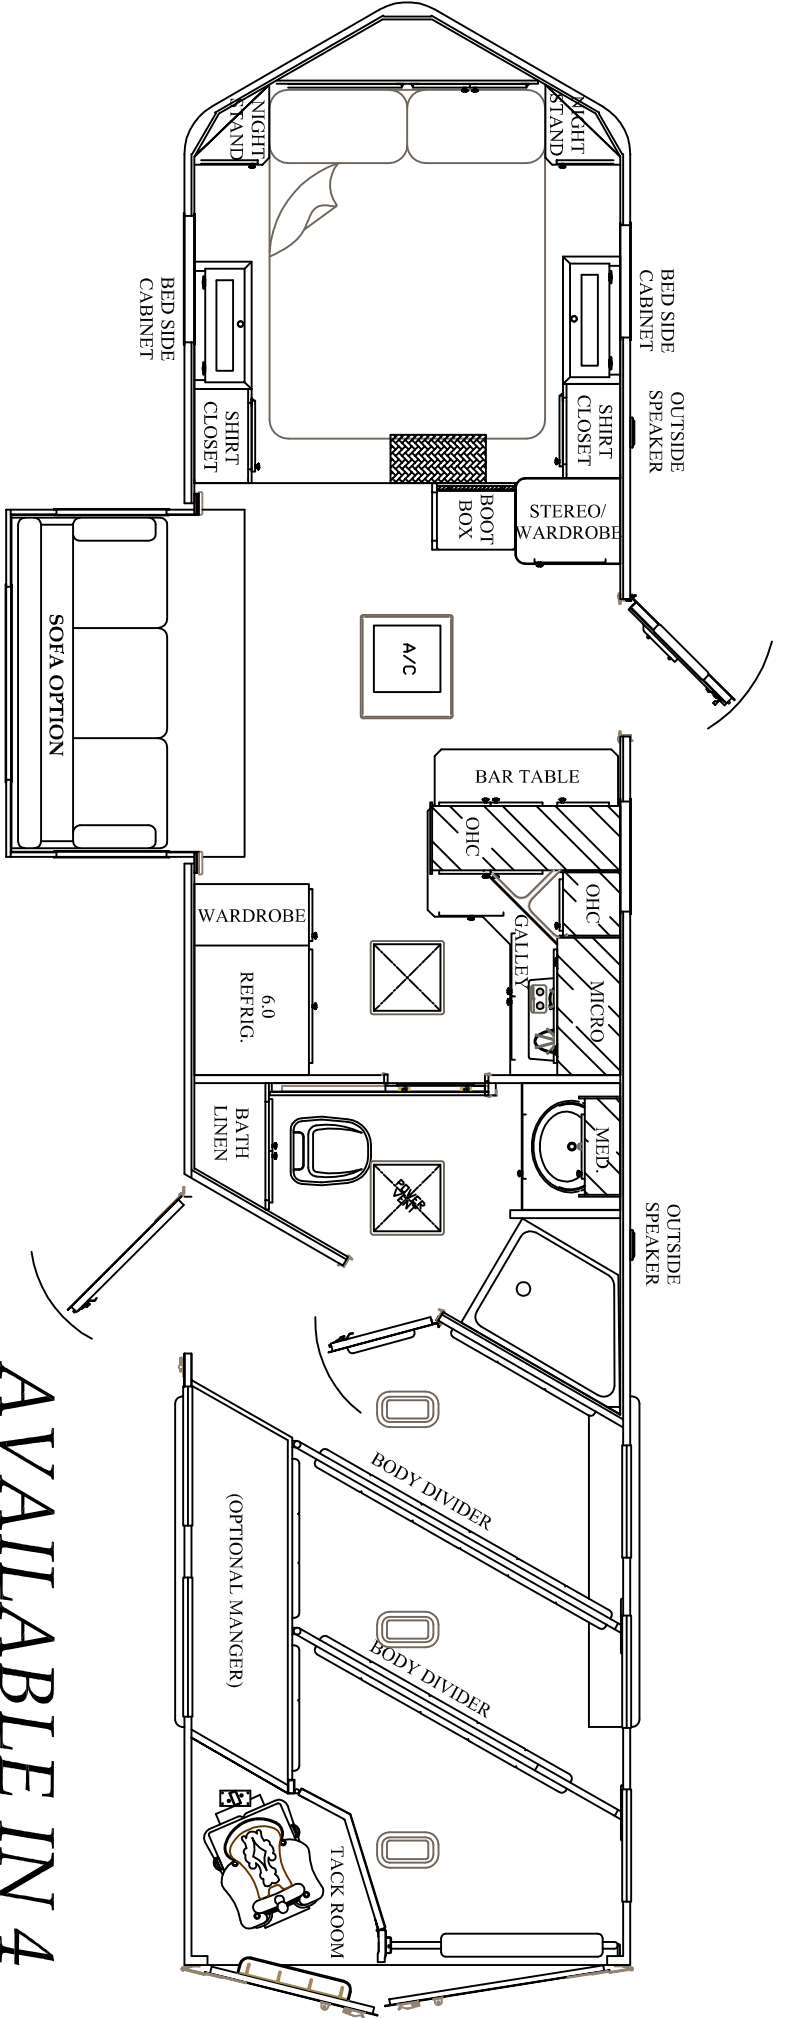 NIGHT
STAND
NIGHT
STAND
BED SIDE
CABINET
BED SIDE
CABINET
OUTSIDE
SPEAKER
SHIRT
CLOSET
SHIRT
CLOSET
STEREO/
WARDROBE
BOOT
BOX
SOFA OPTION
A/C
BAR TABLE
OHC
OHC
GALLEY
MICRO
WARDROBE
6.0
REFRIG.
BATH
LINEN
MED.
POWER
VENT
OUTSIDE
SPEAKER
BODY DIVIDER
(OPTIONAL MANGER)
BODY DIVIDER
TACK ROOM
AVAILABLE IN 4